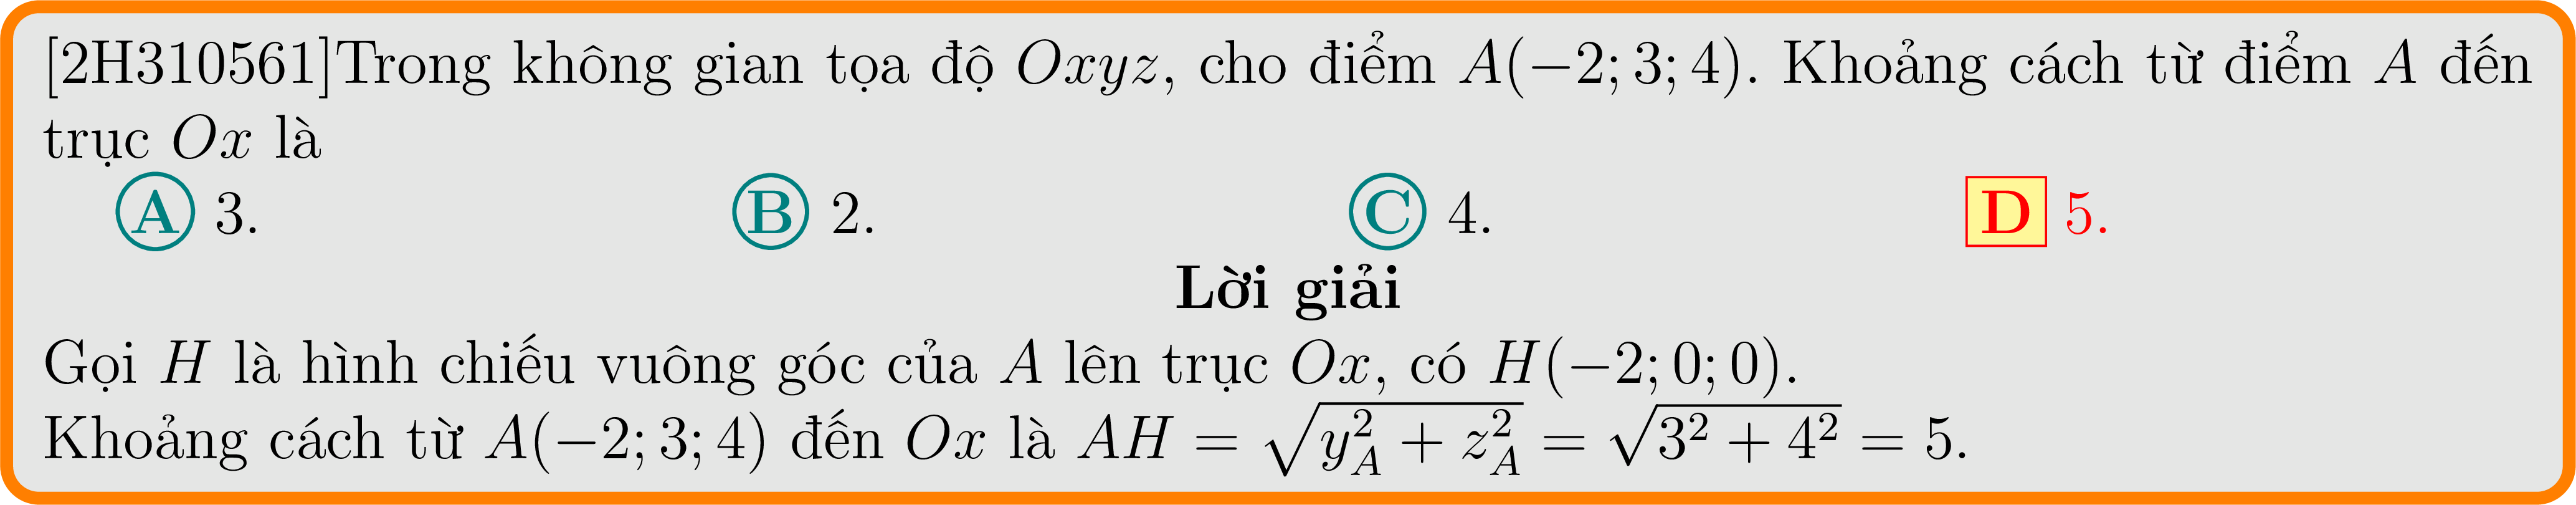 [2H310561]Trong không gian tọa độ Oxyz, cho điểm A(−2; 3; 4). Khoảng cách từ điểm A đến
trục Ox là
A 3. B 2. C 4. D 5.
Lời giải
Gọi H là hình chiếu vuông góc của A lên trục Ox, có H(−2; 0; 0).
Khoảng cách từ A(−2; 3; 4) đến Ox là AH = √(y_A^2 + z_A^2) = √(3^2 + 4^2) = 5.